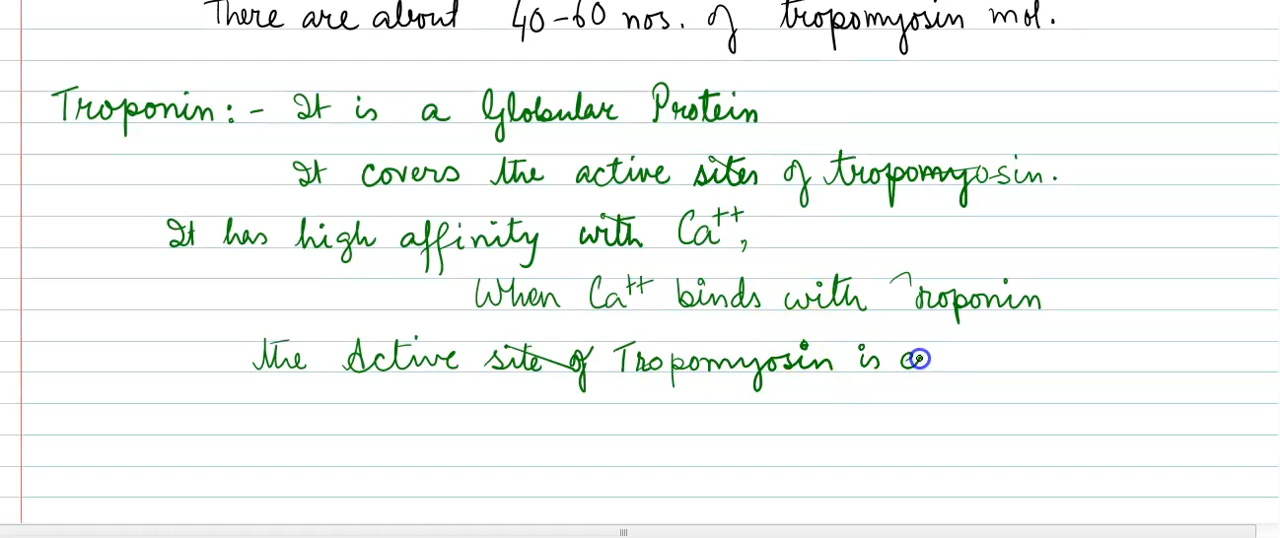 There are about 40-60 nos. of tropomyosin mol.
Troponin:- It is a Globular Protein
It covers the active sites of tropomyosin.
It has high affinity with Ca++,
When Ca++ binds with Troponin
the Active site of Tropomyosin is